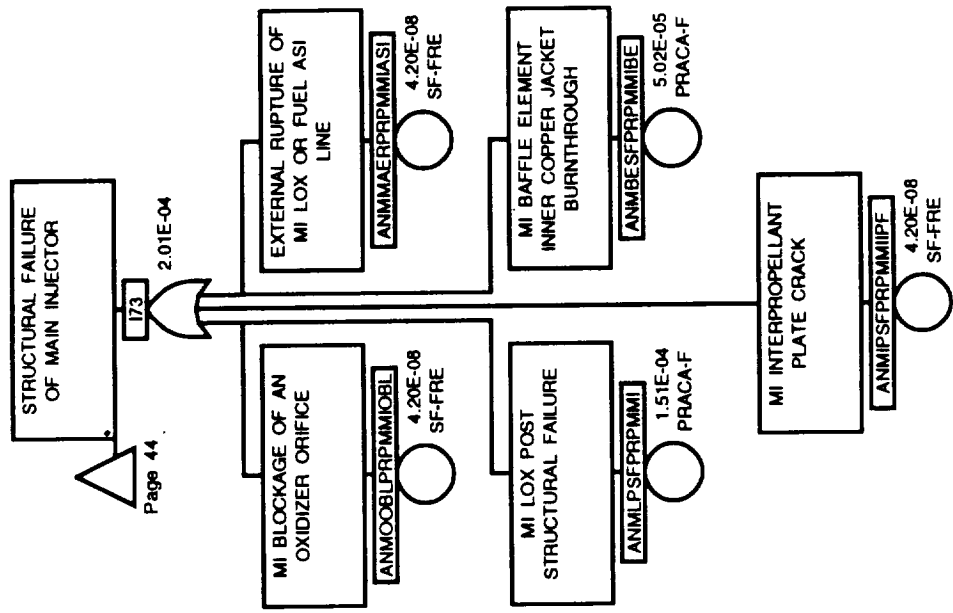 STRUCTURAL FAILURE
OF MAIN INJECTOR
Page 44
I73
2.01E-04
MI BLOCKAGE OF AN
OXIDIZER ORIFICE
ANMOOBLPRPMMIOBL
4.20E-08
SF-FRE
EXTERNAL RUPTURE OF
MI LOX OR FUEL ASI
LINE
ANMMAERPRPMMIASI
4.20E-08
SF-FRE
MI LOX POST
STRUCTURAL FAILURE
ANMLPSFPRPMMI
1.51E-04
PRACA-F
MI BAFFLE ELEMENT
INNER COPPER JACKET
BURNTHROUGH
ANMBESFPRPMMIBE
5.02E-05
PRACA-F
MI INTERPROPELLANT
PLATE CRACK
ANMIPSFPRPMMIIPF
4.20E-08
SF-FRE